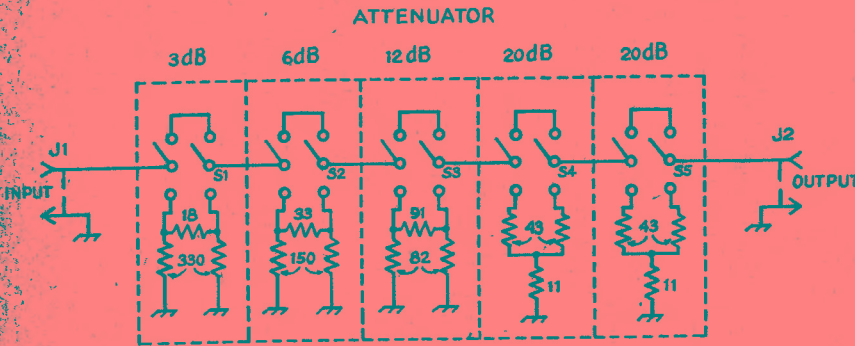 ATTENUATOR
3dB 6dB 12dB 20dB 20dB
J1 J2
S1 S2 S3 S4 S5
INPUT OUTPUT
18 33 91 43 43
330 150 82
11 11